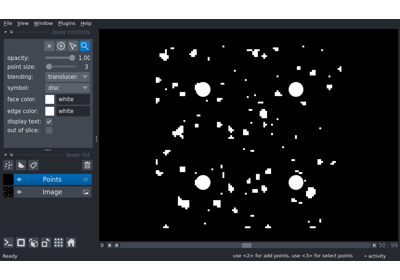 File View Window Plugins Help
layer controls
opacity: 1.00
point size: 3
blending: translucen
symbol: disc
face color: white
edge color: white
display text:
out of slice:
layer list
Points
Image
50 99
Ready
use <2> for add points, use <3> for select points
activity